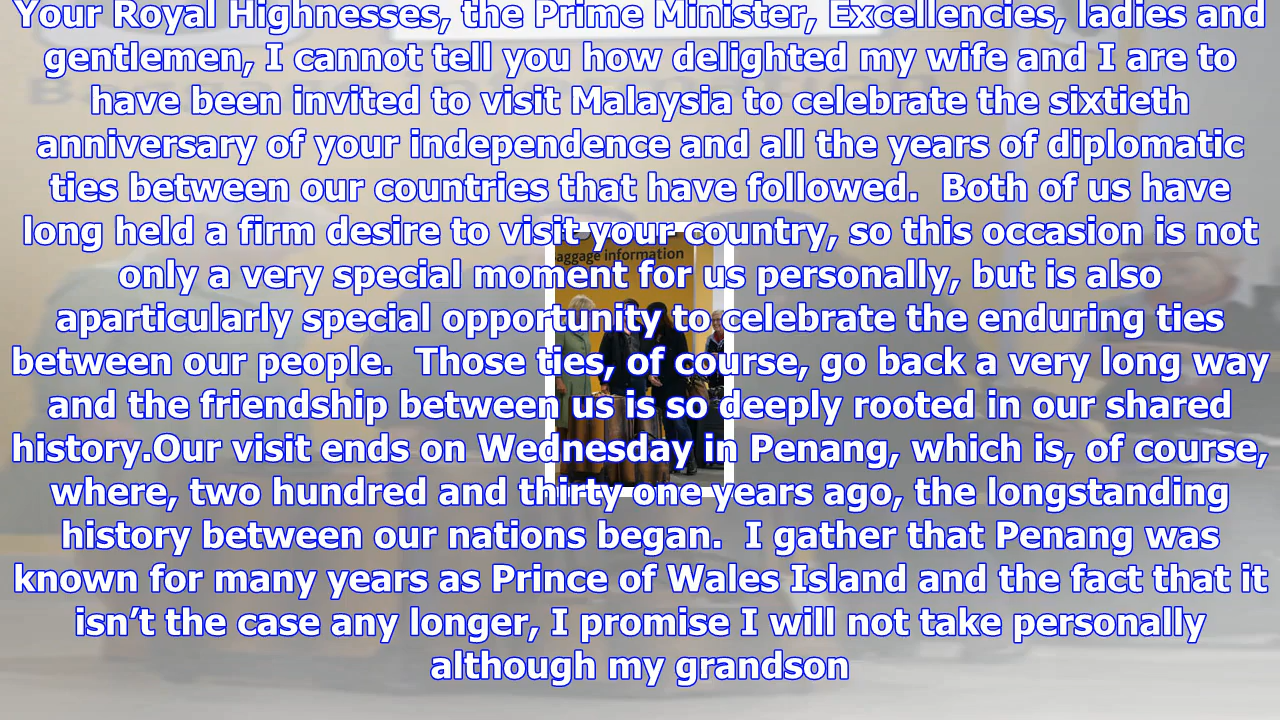 Your Royal Highnesses, the Prime Minister, Excellencies, ladies and
gentlemen, I cannot tell you how delighted my wife and I are to
have been invited to visit Malaysia to celebrate the sixtieth
anniversary of your independence and all the years of diplomatic
ties between our countries that have followed.  Both of us have
long held a firm desire to visit your country, so this occasion is not
only a very special moment for us personally, but is also
aparticularly special opportunity to celebrate the enduring ties
between our people.  Those ties, of course, go back a very long way
and the friendship between us is so deeply rooted in our shared
history.Our visit ends on Wednesday in Penang, which is, of course,
where, two hundred and thirty-one years ago, the longstanding
history between our nations began.  I gather that Penang was
known for many years as Prince of Wales Island and the fact that it
isn’t the case any longer, I promise I will not take personally
although my grandson
aggage information